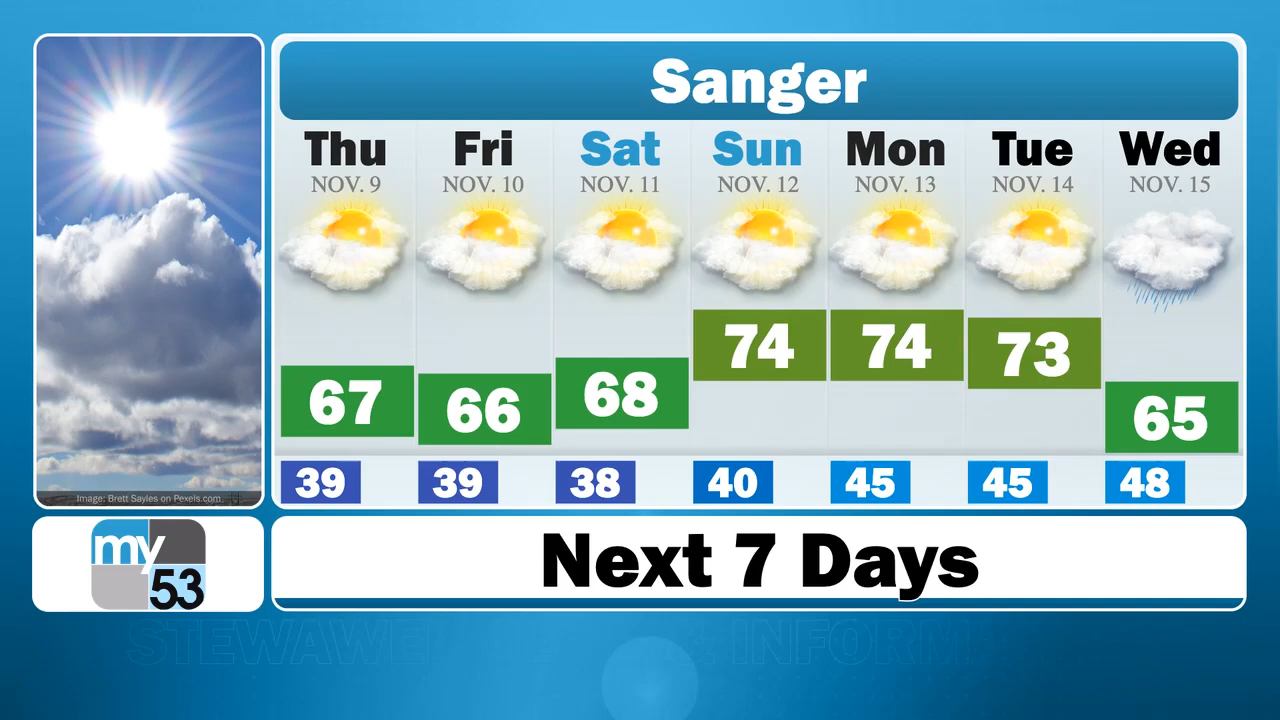 Sanger
Thu Fri Sat Sun Mon Tue Wed
NOV. 9 NOV. 10 NOV. 11 NOV. 12 NOV. 13 NOV. 14 NOV. 15
67 66 68 74 74 73 65
39 39 38 40 45 45 48
Image: Brett Sayles on Pexels.com
my
53
Next 7 Days